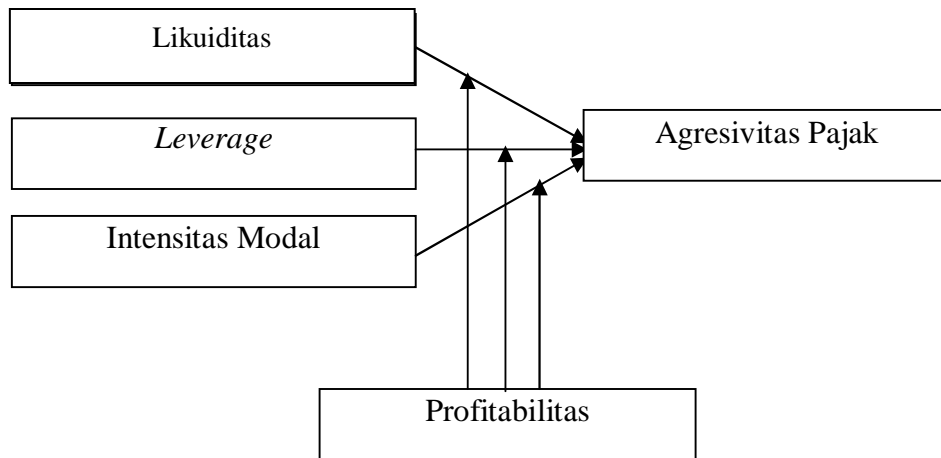 Likuiditas
Leverage
Agresivitas Pajak
Intensitas Modal
Profitabilitas